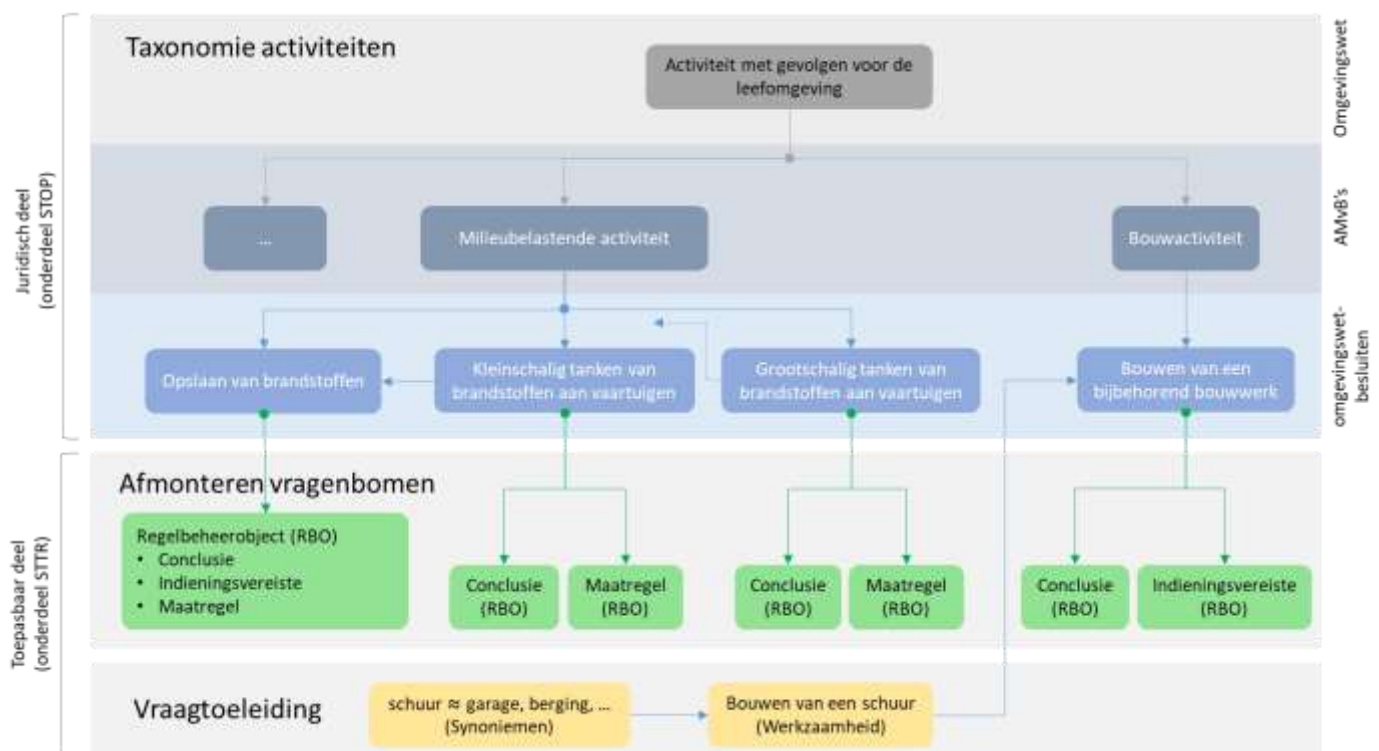 Taxonomie activiteiten
Activiteit met gevolgen voor de
leefomgeving
Omgevingswet
Juridisch deel
(onderdeel STOP)
...
Milieubelastende activiteit
Bouwactiviteit
AMvB's
Opslaan van brandstoffen
Kleinschalig tanken van
brandstoffen aan vaartuigen
Grootschalig tanken van
brandstoffen aan vaartuigen
Bouwen van een
bijbehorend bouwwerk
omgevingswet-
besluiten
Toepasbaar deel
(onderdeel STTR)
Afmonteren vragenbomen
Regelbeheerobject (RBO)
• Conclusie
• Indieningsvereiste
• Maatregel
Conclusie
(RBO)
Maatregel
(RBO)
Conclusie
(RBO)
Maatregel
(RBO)
Conclusie
(RBO)
Indieningsvereiste
(RBO)
Vraagtoeleiding
schuur ≈ garage, berging, ...
(Synoniemen)
Bouwen van een schuur
(Werkzaamheid)